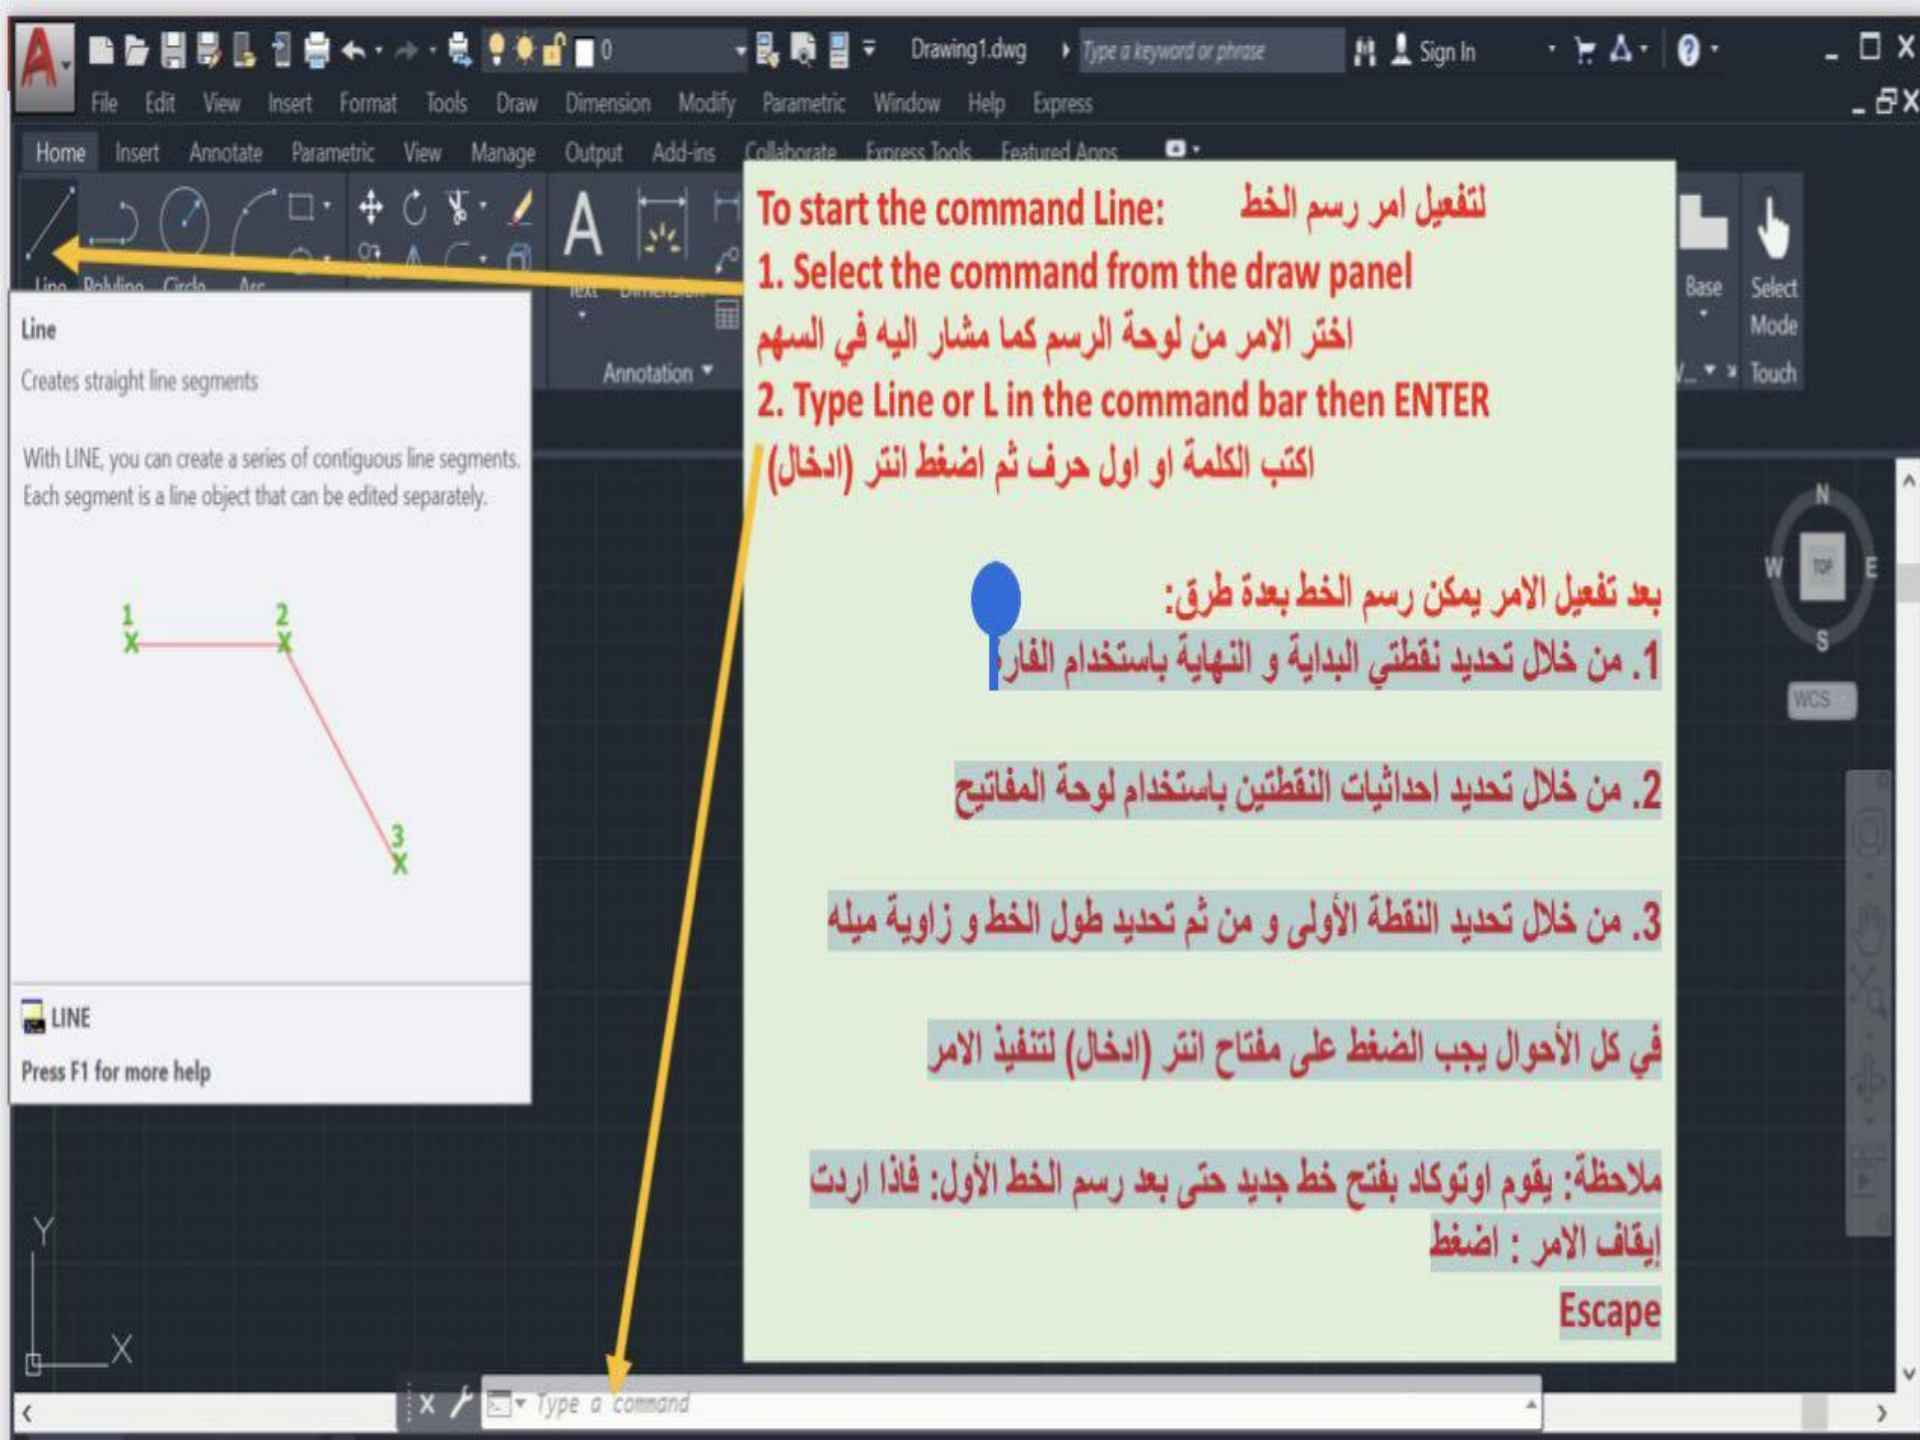 0
Drawing1.dwg
Type a keyword or phrase
Sign In
File Edit View Insert Format Tools Draw Dimension Modify Parametric Window Help Express
Home Insert Annotate Parametric View Manage Output Add-ins Collaborate Express Tools Featured Apps
Line Polyline Circle Arc
Text Dimension
Annotation
Base
Select
Mode
Touch
Line
Creates straight line segments
With LINE, you can create a series of contiguous line segments.
Each segment is a line object that can be edited separately.
1
2
3
LINE
Press F1 for more help
To start the command Line: لتفعيل امر رسم الخط
1. Select the command from the draw panel
اختر الامر من لوحة الرسم كما مشار اليه في السهم
2. Type Line or L in the command bar then ENTER
اكتب الكلمة او اول حرف ثم اضغط انتر (ادخال)
بعد تفعيل الامر يمكن رسم الخط بعدة طرق:
1. من خلال تحديد نقطتي البداية و النهاية باستخدام الفارة
2. من خلال تحديد احداثيات النقطتين باستخدام لوحة المفاتيح
3. من خلال تحديد النقطة الأولى و من ثم تحديد طول الخط و زاوية ميله
في كل الأحوال يجب الضغط على مفتاح انتر (ادخال) لتنفيذ الامر
ملاحظة: يقوم اوتوكاد بفتح خط جديد حتى بعد رسم الخط الأول: فاذا اردت
إيقاف الامر : اضغط
Escape
N
W TOP E
S
WCS
Y
X
Type a command